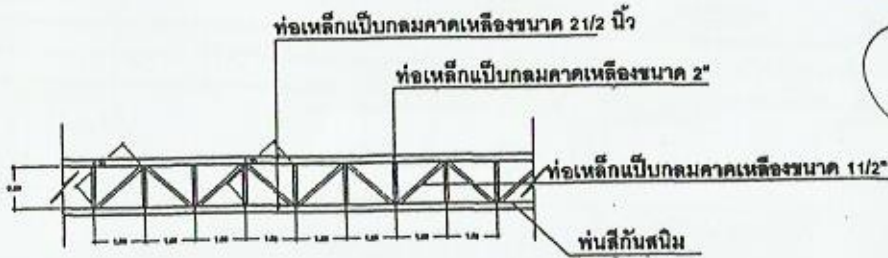 ท่อเหล็กแป๊บกลมคาดเหลืองขนาด 21/2 นิ้ว
ท่อเหล็กแป๊บกลมคาดเหลืองขนาด 2"
ท่อเหล็กแป๊บกลมคาดเหลืองขนาด 11/2"
พ่นสีกันสนิม